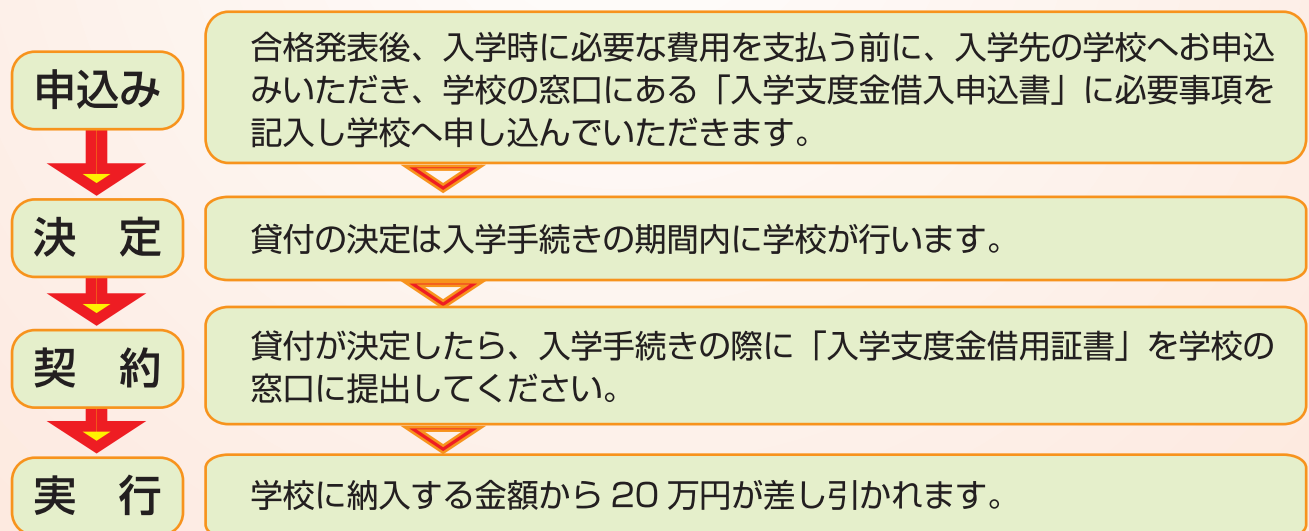 申込み
合格発表後、入学時に必要な費用を支払う前に、入学先の学校へお申込
みいただき、学校の窓口にある「入学支度金借入申込書」に必要事項を
記入し学校へ申し込んでいただきます。
決　定
貸付の決定は入学手続きの期間内に学校が行います。
契　約
貸付が決定したら、入学手続きの際に「入学支度金借用証書」を学校の
窓口に提出してください。
実　行
学校に納入する金額から 20 万円が差し引かれます。